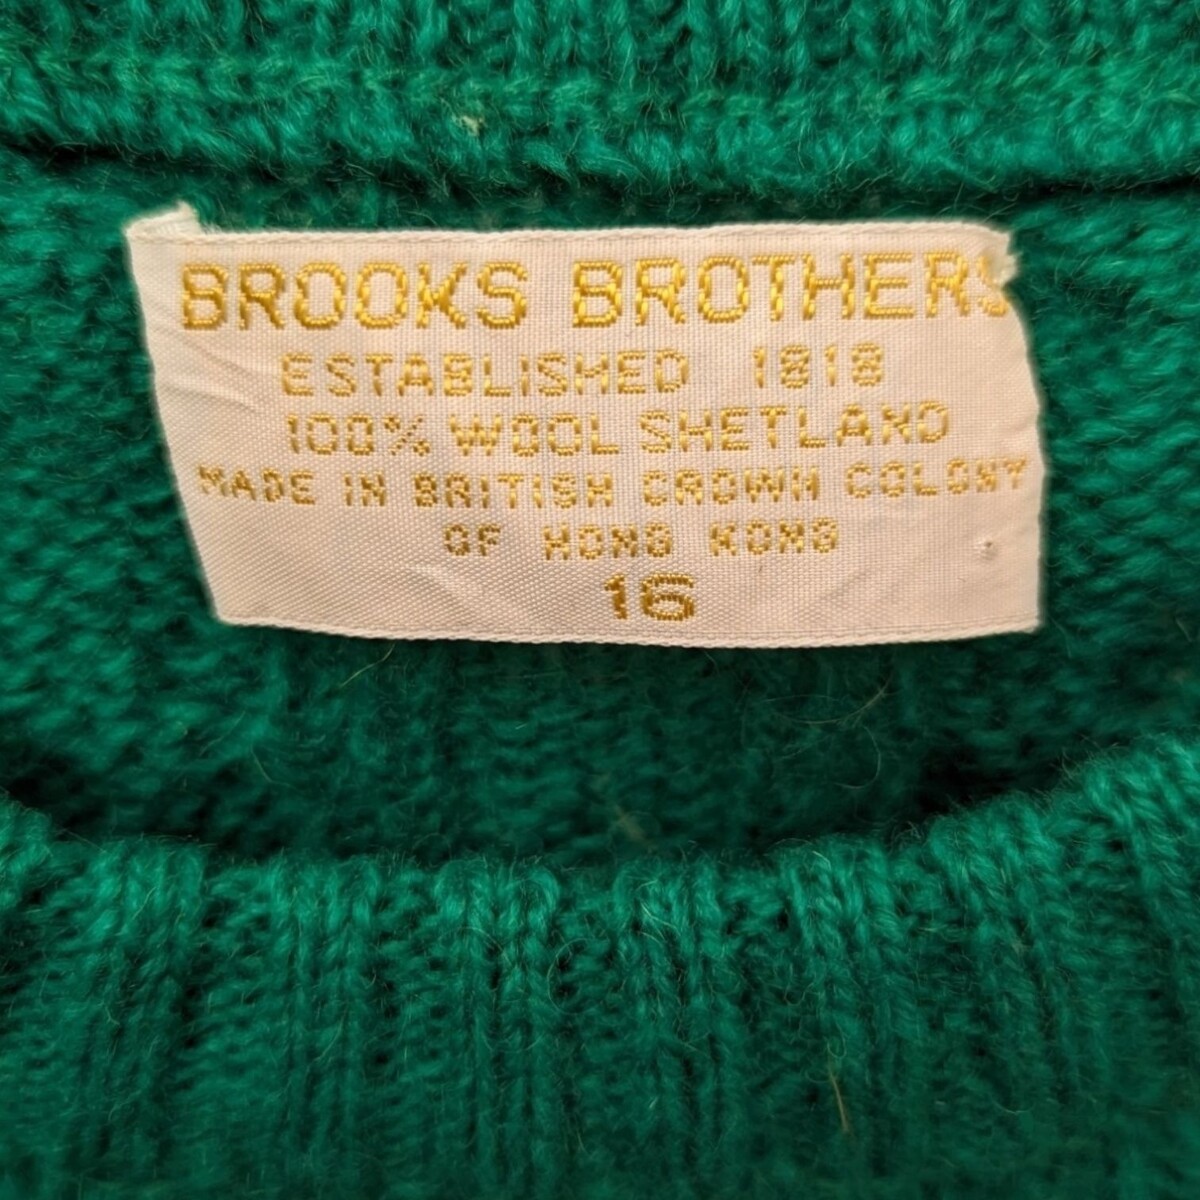 BROOKS BROTHERS
ESTABLISHED 1818
100% WOOL SHETLAND
MADE IN BRITISH CROWN COLONY
OF HONG KONG
16